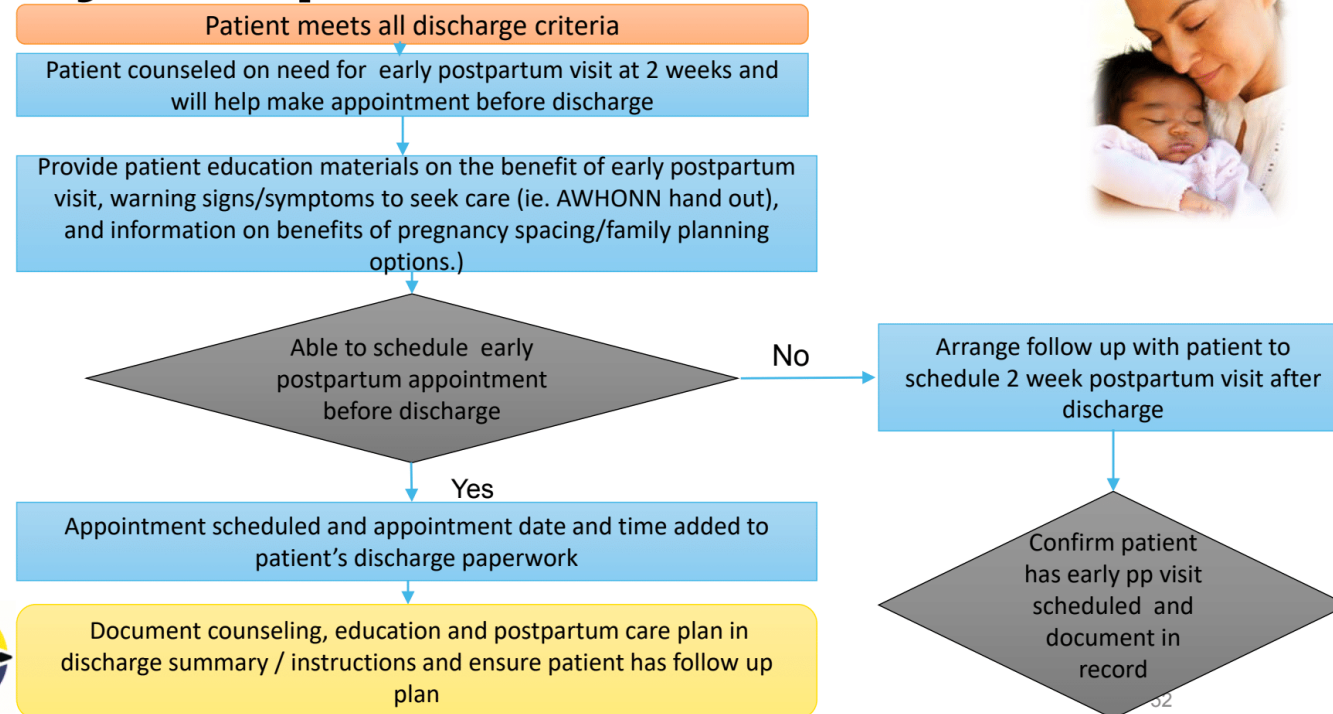 Patient meets all discharge criteria
Patient counseled on need for early postpartum visit at 2 weeks and
will help make appointment before discharge
Provide patient education materials on the benefit of early postpartum
visit, warning signs/symptoms to seek care (ie. AWHONN hand out),
and information on benefits of pregnancy spacing/family planning
options.)
Able to schedule early
postpartum appointment
before discharge
No
Arrange follow up with patient to
schedule 2 week postpartum visit after
discharge
Yes
Appointment scheduled and appointment date and time added to
patient's discharge paperwork
Confirm patient
has early pp visit
scheduled and
document in
record
Document counseling, education and postpartum care plan in
discharge summary / instructions and ensure patient has follow up
plan